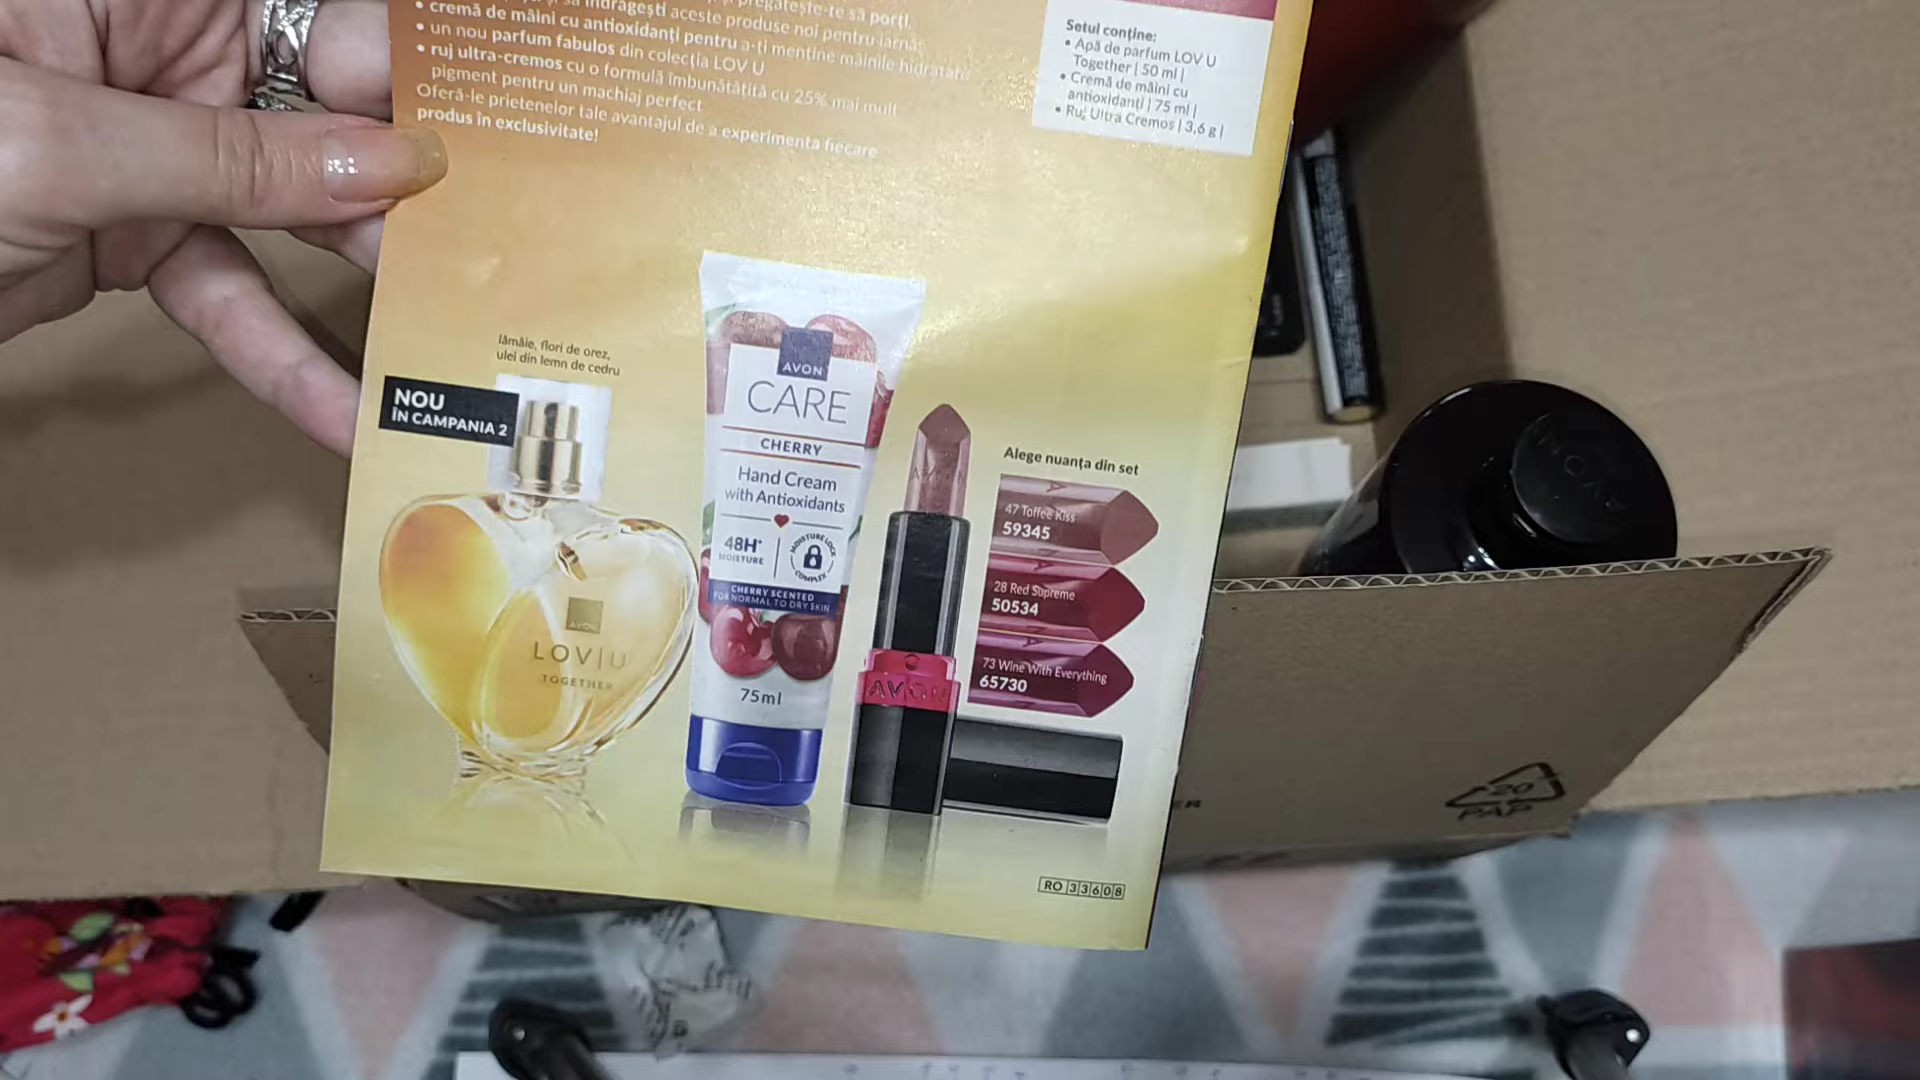 îndrăgești aceste produse noi pentru iarnă:
pregătește-te să porți,
• cremă de mâini cu antioxidanți pentru a-ți menține mâinile hidratate
• un nou parfum fabulos din colecția LOV U
• ruj ultra-cremos cu o formulă îmbunătățită cu 25% mai mult
pigment pentru un machiaj perfect
Oferă-le prietenelor tale avantajul de a experimenta fiecare
produs în exclusivitate!
Setul conține:
• Apă de parfum LOV U
Together | 50 ml |
• Cremă de mâini cu
antioxidanți | 75 ml |
• Ruj Ultra Cremos | 3,6 g |
lămâie, flori de orez,
ulei din lemn de cedru
NOU
ÎN CAMPANIA 2
AVON
LOV|U
TOGETHER
AVON
CARE
CHERRY
Hand Cream
with Antioxidants
48H*
MOISTURE
MOISTURE LOCK
COMPLEX
CHERRY SCENTED
FOR NORMAL TO DRY SKIN
75ml
AVON
Alege nuanța din set
47 Toffee Kiss
59345
28 Red Supreme
50534
73 Wine With Everything
65730
RO 33608
AVON
20
PAP